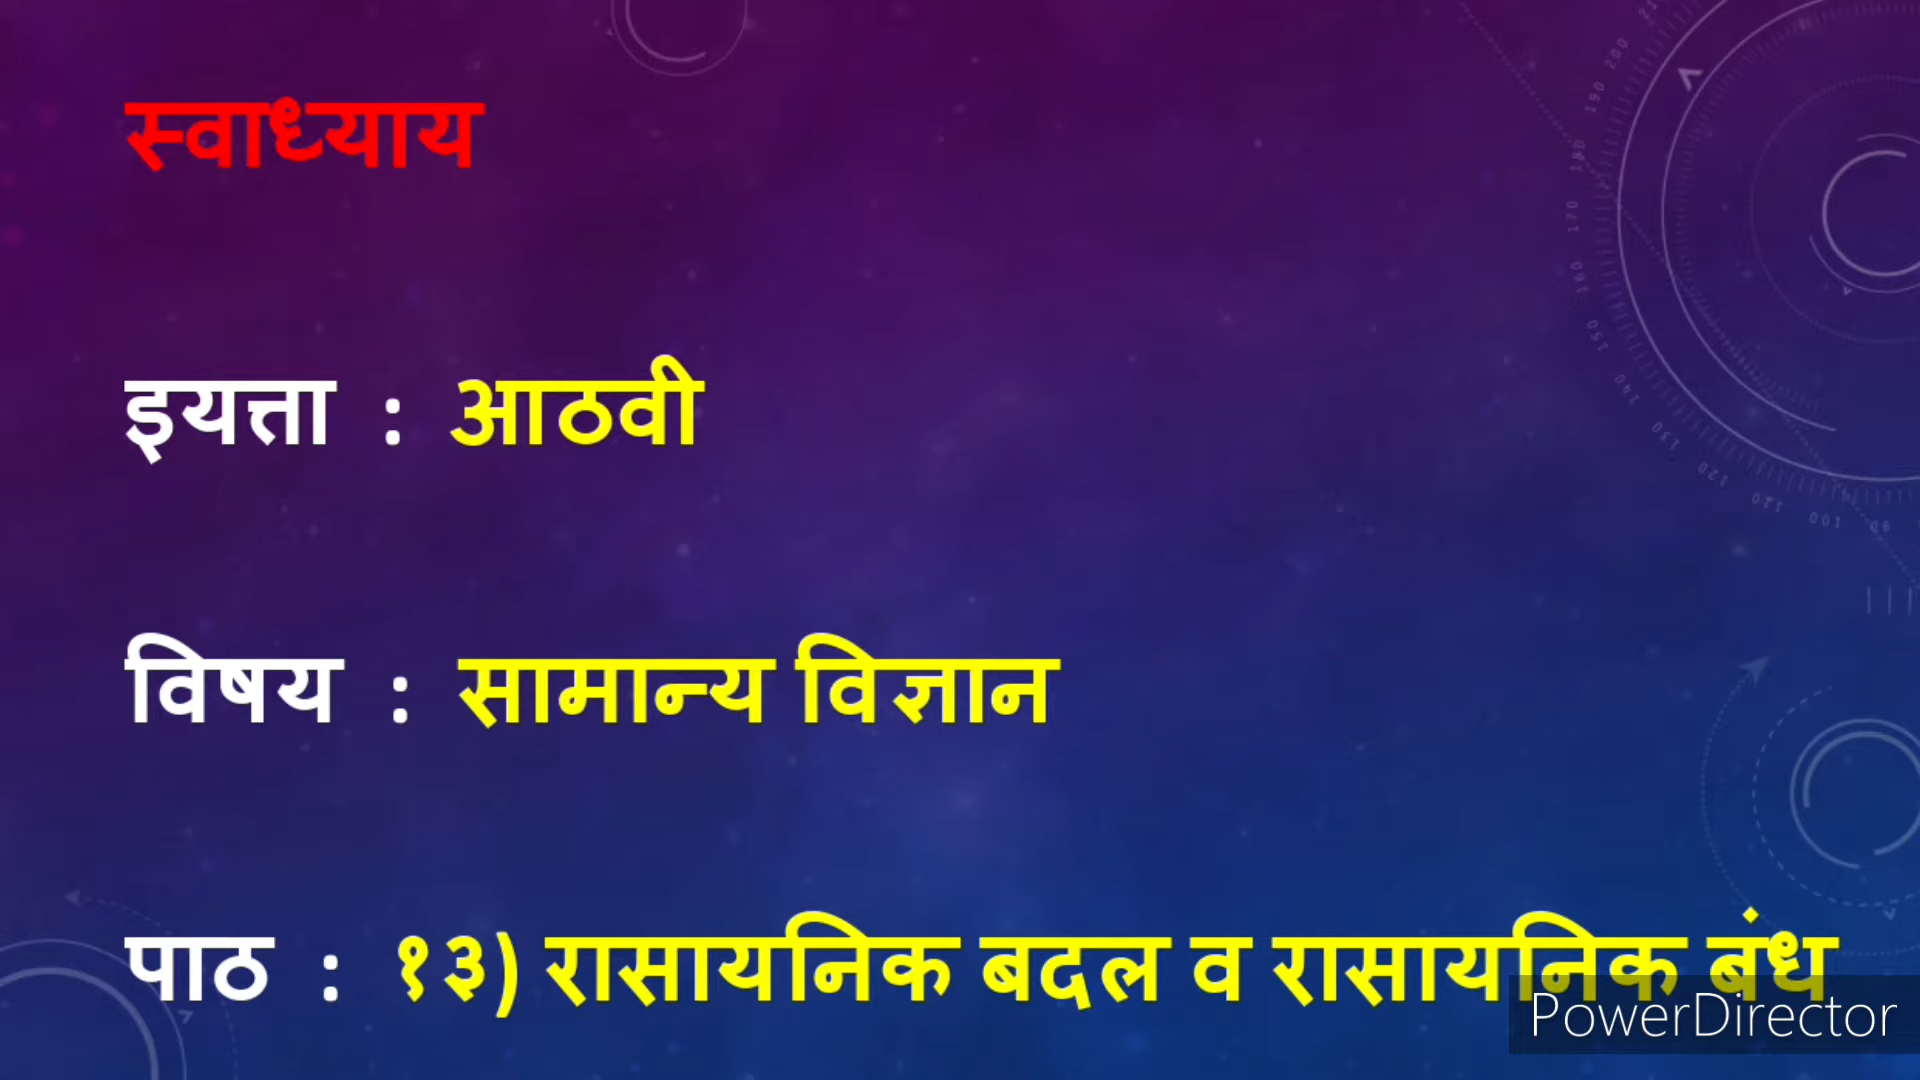 स्वाध्याय
इयत्ता : आठवी
विषय : सामान्य विज्ञान
पाठ : १३) रासायनिक बदल व रासायनिक बंध
PowerDirector